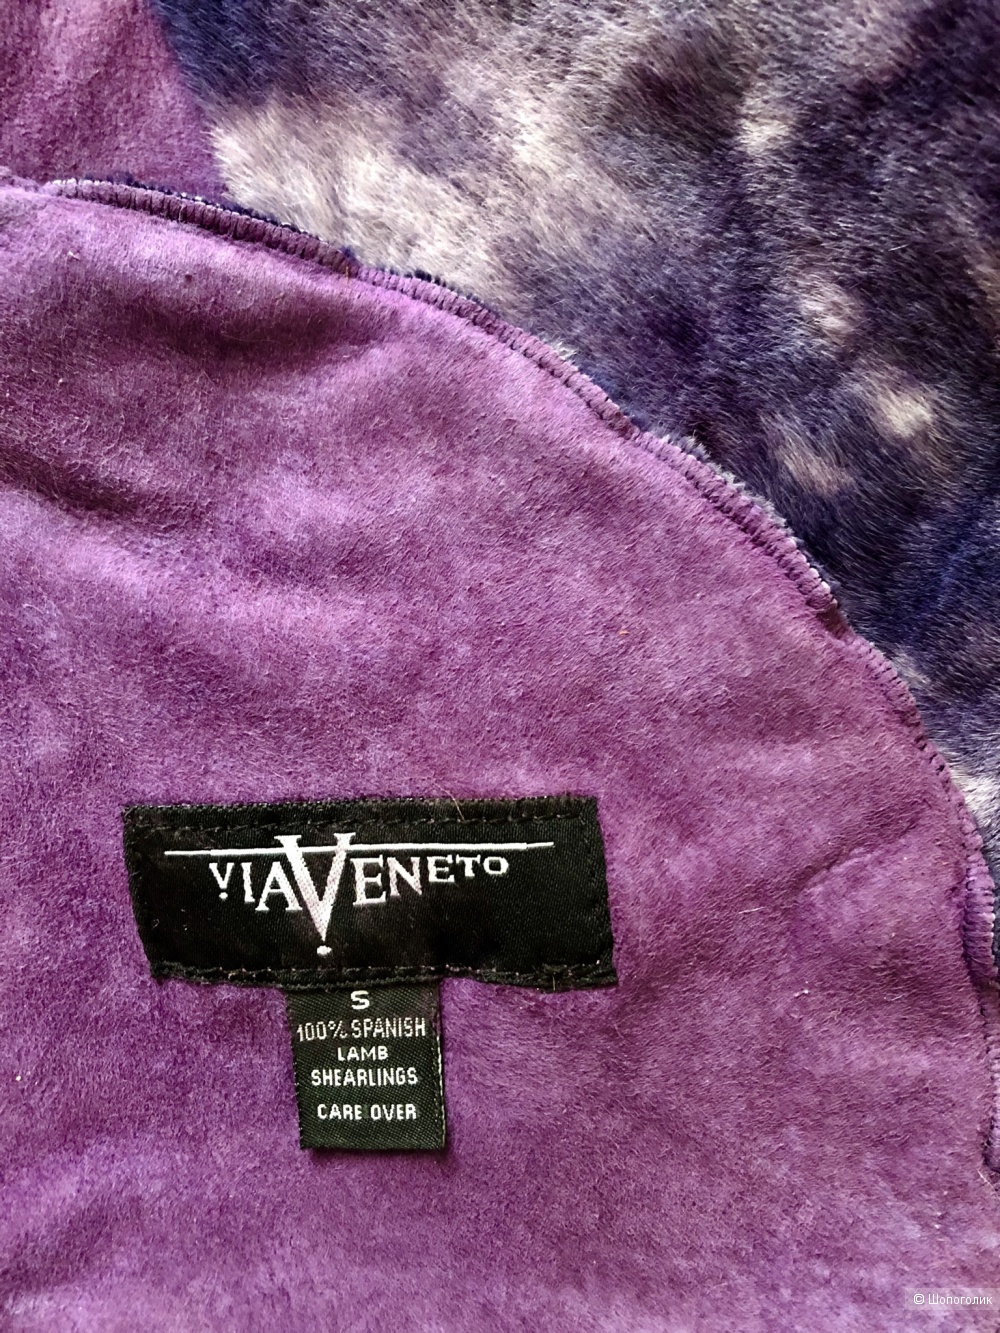 VIAVENETO
S
100% SPANISH
LAMB
SHEARLINGS
CARE OVER
© Шопоголик